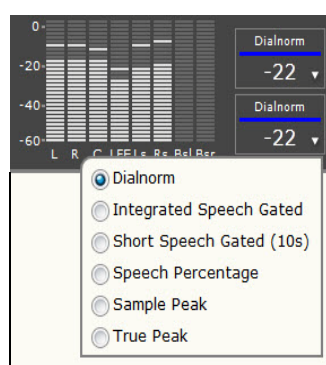 0-
Dialnorm
-20-
-22 ▾
-40-
Dialnorm
-22 ▾
-60-
L R C LFE Ls Rs Bsl Bsr
Dialnorm
Integrated Speech Gated
Short Speech Gated (10s)
Speech Percentage
Sample Peak
True Peak